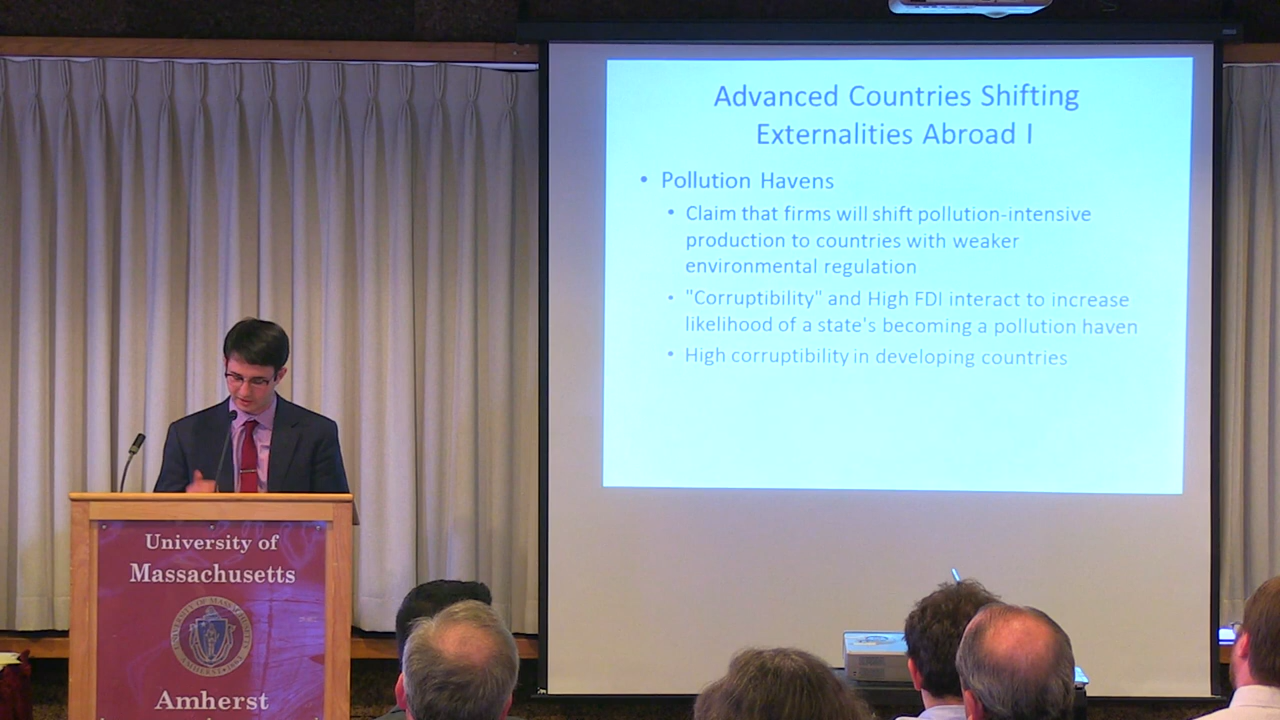 Advanced Countries Shifting
Externalities Abroad I
• Pollution Havens
• Claim that firms will shift pollution-intensive
production to countries with weaker
environmental regulation
• "Corruptibility" and High FDI interact to increase
likelihood of a state's becoming a pollution haven
• High corruptibility in developing countries
University of
Massachusetts
Amherst